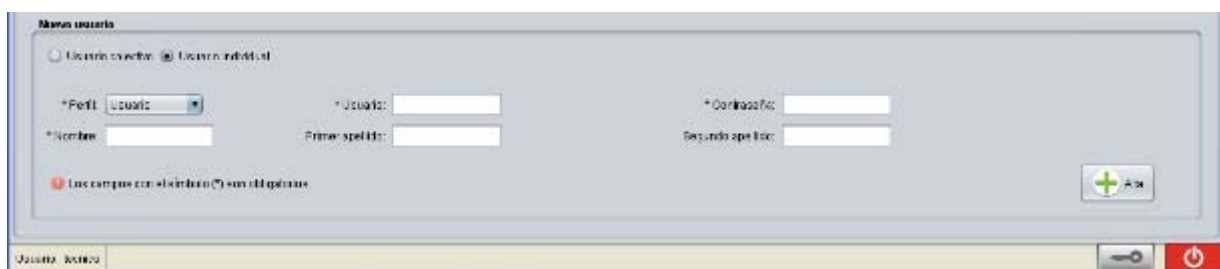 Nuevo usuario
Usuario colectivo Usuario individual
* Perfil: Usuario * Usuario: * Contraseña:
* Nombre: Primer apellido: Segundo apellido:
Los campos con el símbolo (*) son obligatorios
Alta
Usuario: tecnico